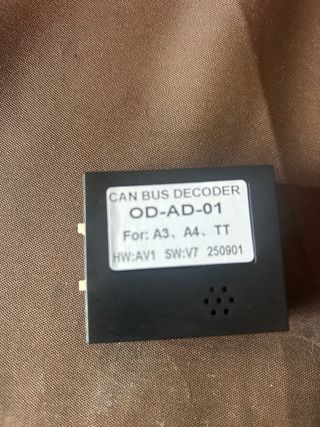 CAN BUS DECODER
OD-AD-01
For: A3、A4、TT
HW:AV1 SW:V7 250901